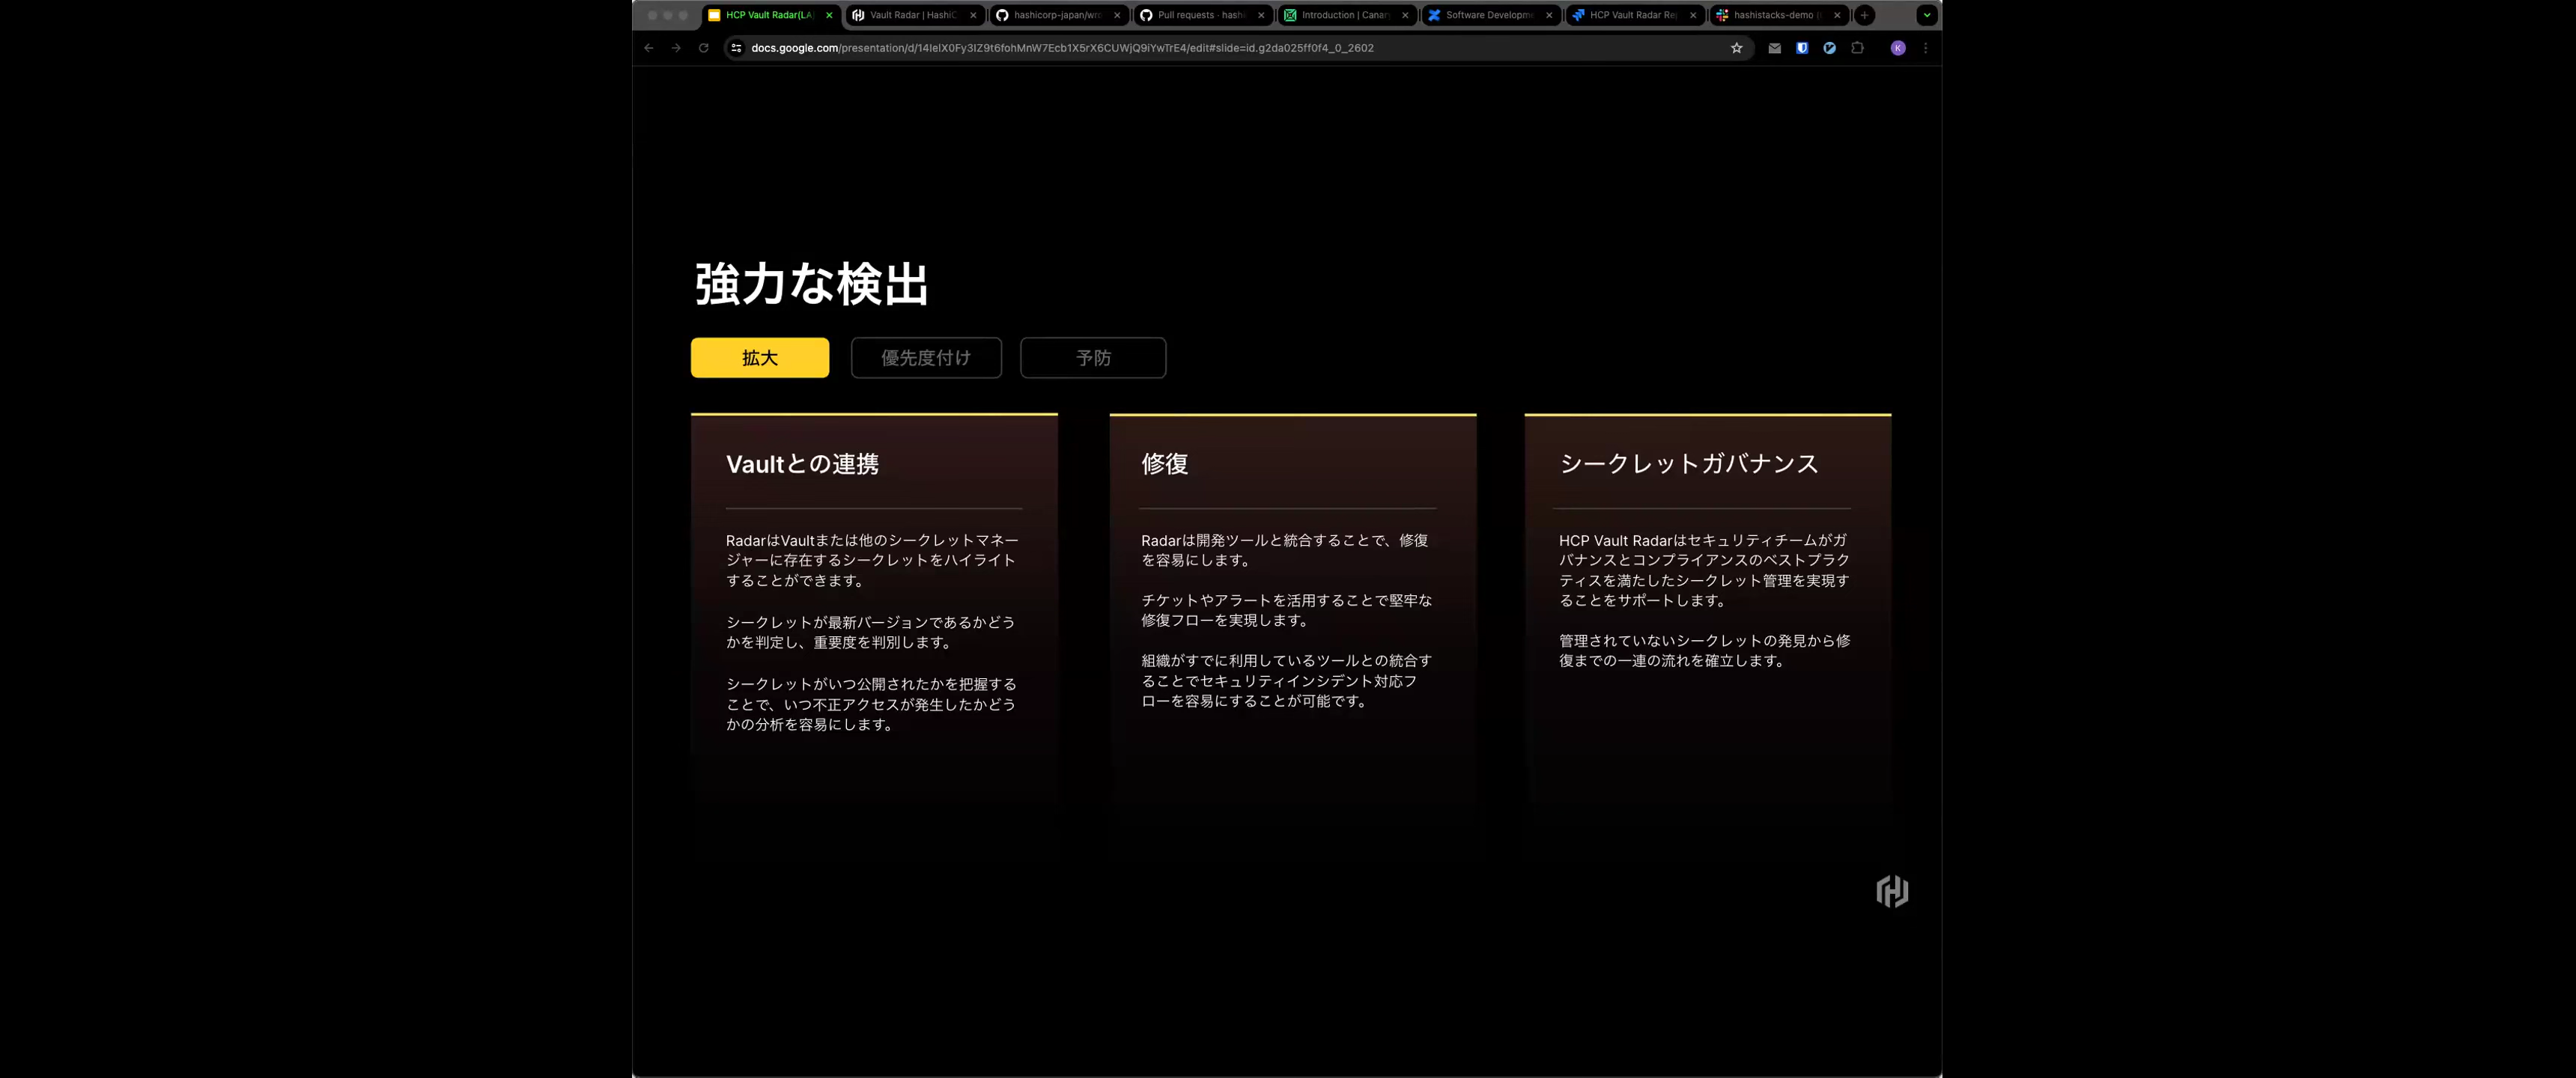 HCP Vault Radar(LA
Vault Radar | HashiC
hashicorp-japan/wro
Pull requests · hashi
Introduction | Canar
Software Developme
HCP Vault Radar Re
hashistacks-demo
docs.google.com/presentation/d/14IeIX0Fy3IZ9t6fohMnW7Ecb1X5rX6CUWjQ9iYwTrE4/edit#slide=id.g2da025ff0f4_0_2602
K
強力な検出
拡大
優先度付け
予防
Vaultとの連携
RadarはVaultまたは他のシークレットマネー
ジャーに存在するシークレットをハイライト
することができます。
シークレットが最新バージョンであるかどう
かを判定し、重要度を判別します。
シークレットがいつ公開されたかを把握する
ことで、いつ不正アクセスが発生したかどう
かの分析を容易にします。
修復
Radarは開発ツールと統合することで、修復
を容易にします。
チケットやアラートを活用することで堅牢な
修復フローを実現します。
組織がすでに利用しているツールとの統合す
ることでセキュリティインシデント対応フ
ローを容易にすることが可能です。
シークレットガバナンス
HCP Vault Radarはセキュリティチームがガ
バナンスとコンプライアンスのベストプラク
ティスを満たしたシークレット管理を実現す
ることをサポートします。
管理されていないシークレットの発見から修
復までの一連の流れを確立します。